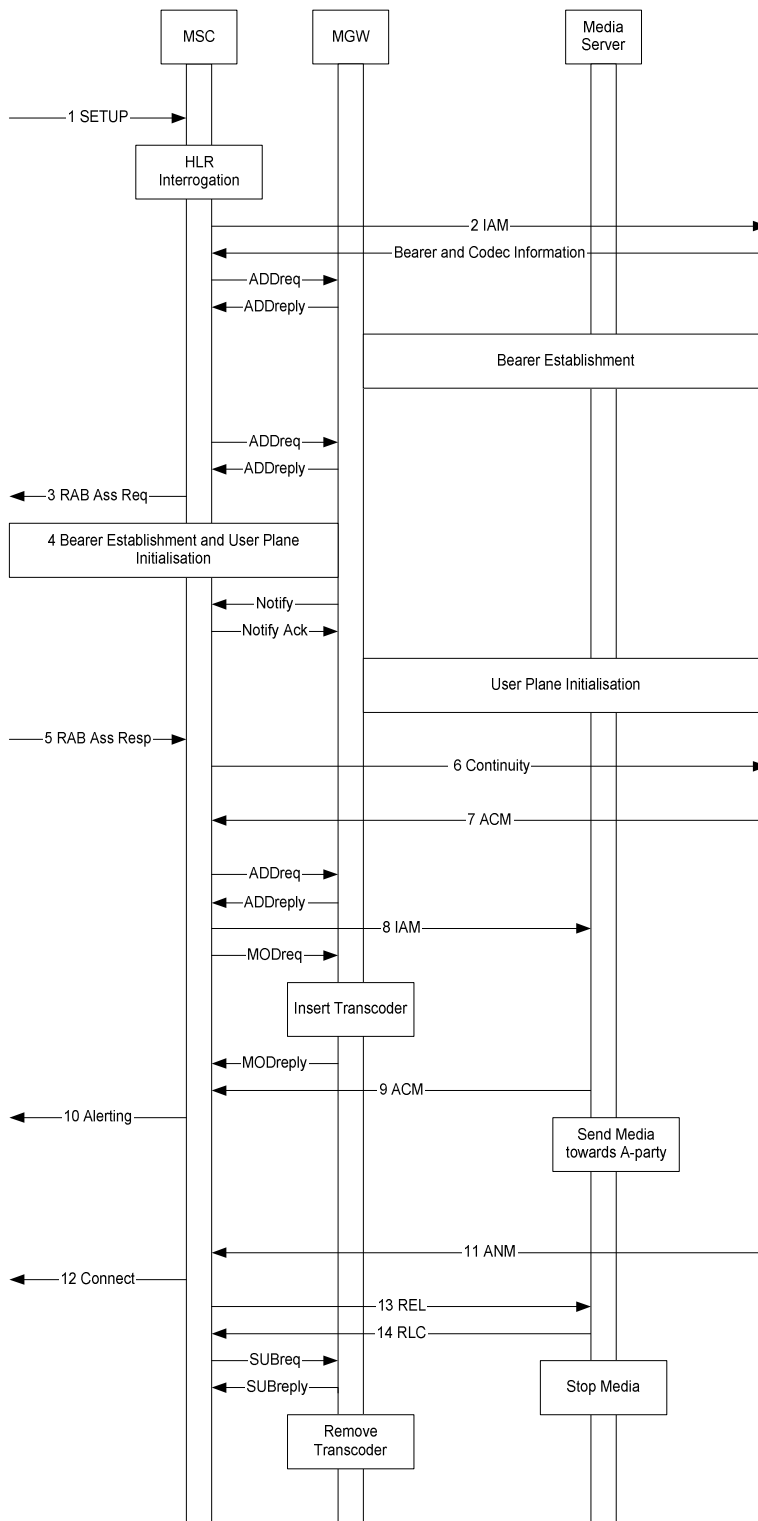 MSC
MGW
Media
Server
1 SETUP
HLR
Interrogation
2 IAM
Bearer and Codec Information
ADDreq
ADDreply
Bearer Establishment
ADDreq
ADDreply
3 RAB Ass Req
4 Bearer Establishment and User Plane
Initialisation
Notify
Notify Ack
User Plane Initialisation
5 RAB Ass Resp
6 Continuity
7 ACM
ADDreq
ADDreply
8 IAM
MODreq
Insert Transcoder
MODreply
9 ACM
10 Alerting
Send Media
towards A-party
11 ANM
12 Connect
13 REL
14 RLC
SUBreq
SUBreply
Stop Media
Remove
Transcoder